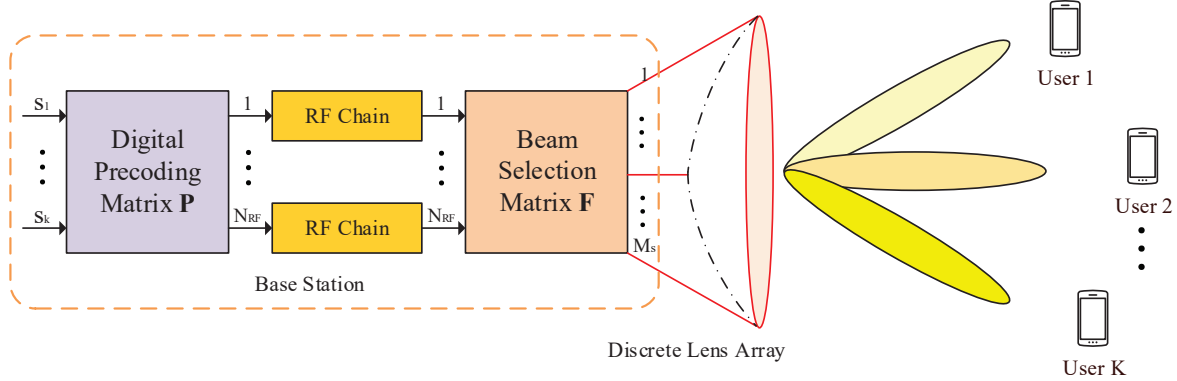 S1
Sk
Digital
Precoding
Matrix P
1
NRF
RF Chain
RF Chain
1
NRF
Beam
Selection
Matrix F
1
Ms
Base Station
Discrete Lens Array
User 1
User 2
User K